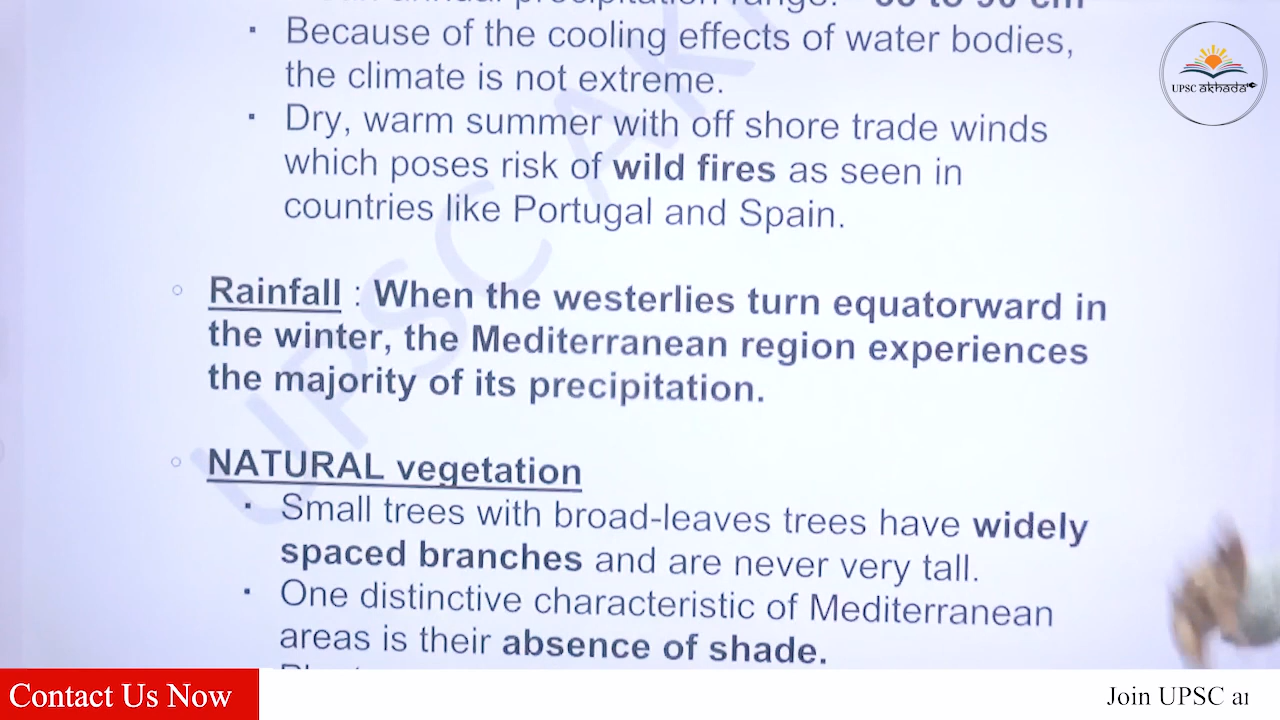 annual precipitation range:
Because of the cooling effects of water bodies,
the climate is not extreme.
Dry, warm summer with off shore trade winds
which poses risk of wild fires as seen in
countries like Portugal and Spain.
Rainfall : When the westerlies turn equatorward in
the winter, the Mediterranean region experiences
the majority of its precipitation.
NATURAL vegetation
Small trees with broad-leaves trees have widely
spaced branches and are never very tall.
One distinctive characteristic of Mediterranean
areas is their absence of shade.
UPSC akhada
UPSC
Contact Us Now
Join UPSC